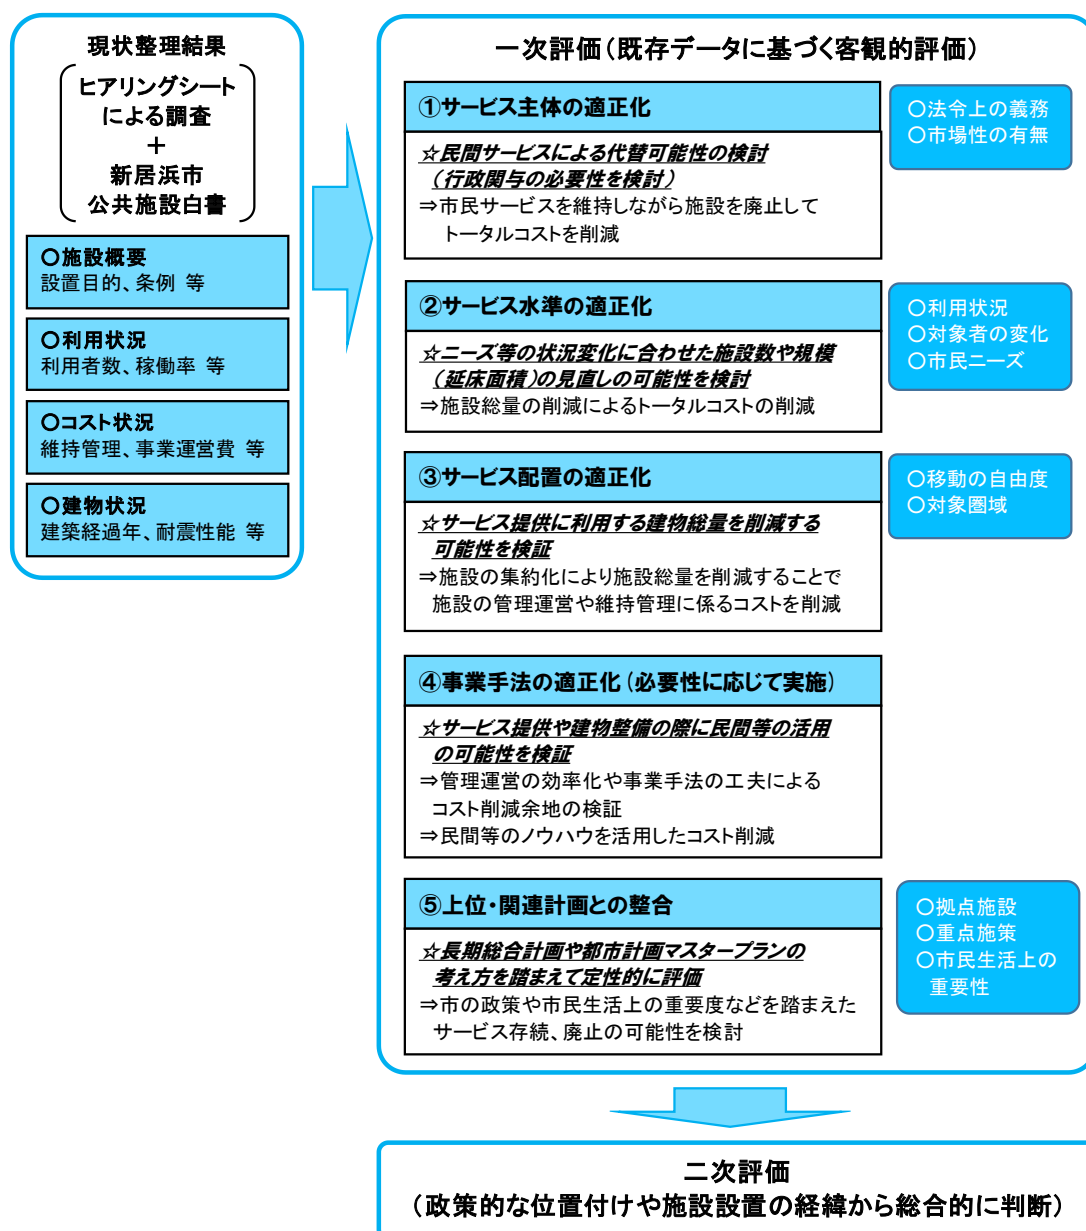 現状整理結果
ヒアリングシート
による調査
+
新居浜市
公共施設白書
○施設概要
設置目的、条例 等
○利用状況
利用者数、稼働率 等
○コスト状況
維持管理、事業運営費 等
○建物状況
建築経過年、耐震性能 等
一次評価(既存データに基づく客観的評価)
①サービス主体の適正化
☆民間サービスによる代替可能性の検討
(行政関与の必要性を検討)
⇒市民サービスを維持しながら施設を廃止して
トータルコストを削減
○法令上の義務
○市場性の有無
②サービス水準の適正化
☆ニーズ等の状況変化に合わせた施設数や規模
(延床面積)の見直しの可能性を検討
⇒施設総量の削減によるトータルコストの削減
○利用状況
○対象者の変化
○市民ニーズ
③サービス配置の適正化
☆サービス提供に利用する建物総量を削減する
可能性を検証
⇒施設の集約化により施設総量を削減することで
施設の管理運営や維持管理に係るコストを削減
○移動の自由度
○対象圏域
④事業手法の適正化(必要性に応じて実施)
☆サービス提供や建物整備の際に民間等の活用
の可能性を検証
⇒管理運営の効率化や事業手法の工夫による
コスト削減余地の検証
⇒民間等のノウハウを活用したコスト削減
⑤上位・関連計画との整合
☆長期総合計画や都市計画マスタープランの
考え方を踏まえて定性的に評価
⇒市の政策や市民生活上の重要度などを踏まえた
サービス存続、廃止の可能性を検討
○拠点施設
○重点施策
○市民生活上の
重要性
二次評価
(政策的な位置付けや施設設置の経緯から総合的に判断)